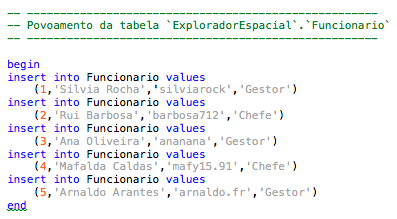 -- -----------------------------------------------------
-- Povoamento da tabela `ExploradorEspacial`.`Funcionario`
-- -----------------------------------------------------
begin
insert into Funcionario values
(1,'Silvia Rocha','silviarock','Gestor')
insert into Funcionario values
(2,'Rui Barbosa','barbosa712','Chefe')
insert into Funcionario values
(3,'Ana Oliveira','ananana','Gestor')
insert into Funcionario values
(4,'Mafalda Caldas','mafy15.91','Chefe')
insert into Funcionario values
(5,'Arnaldo Arantes','arnaldo.fr','Gestor')
end